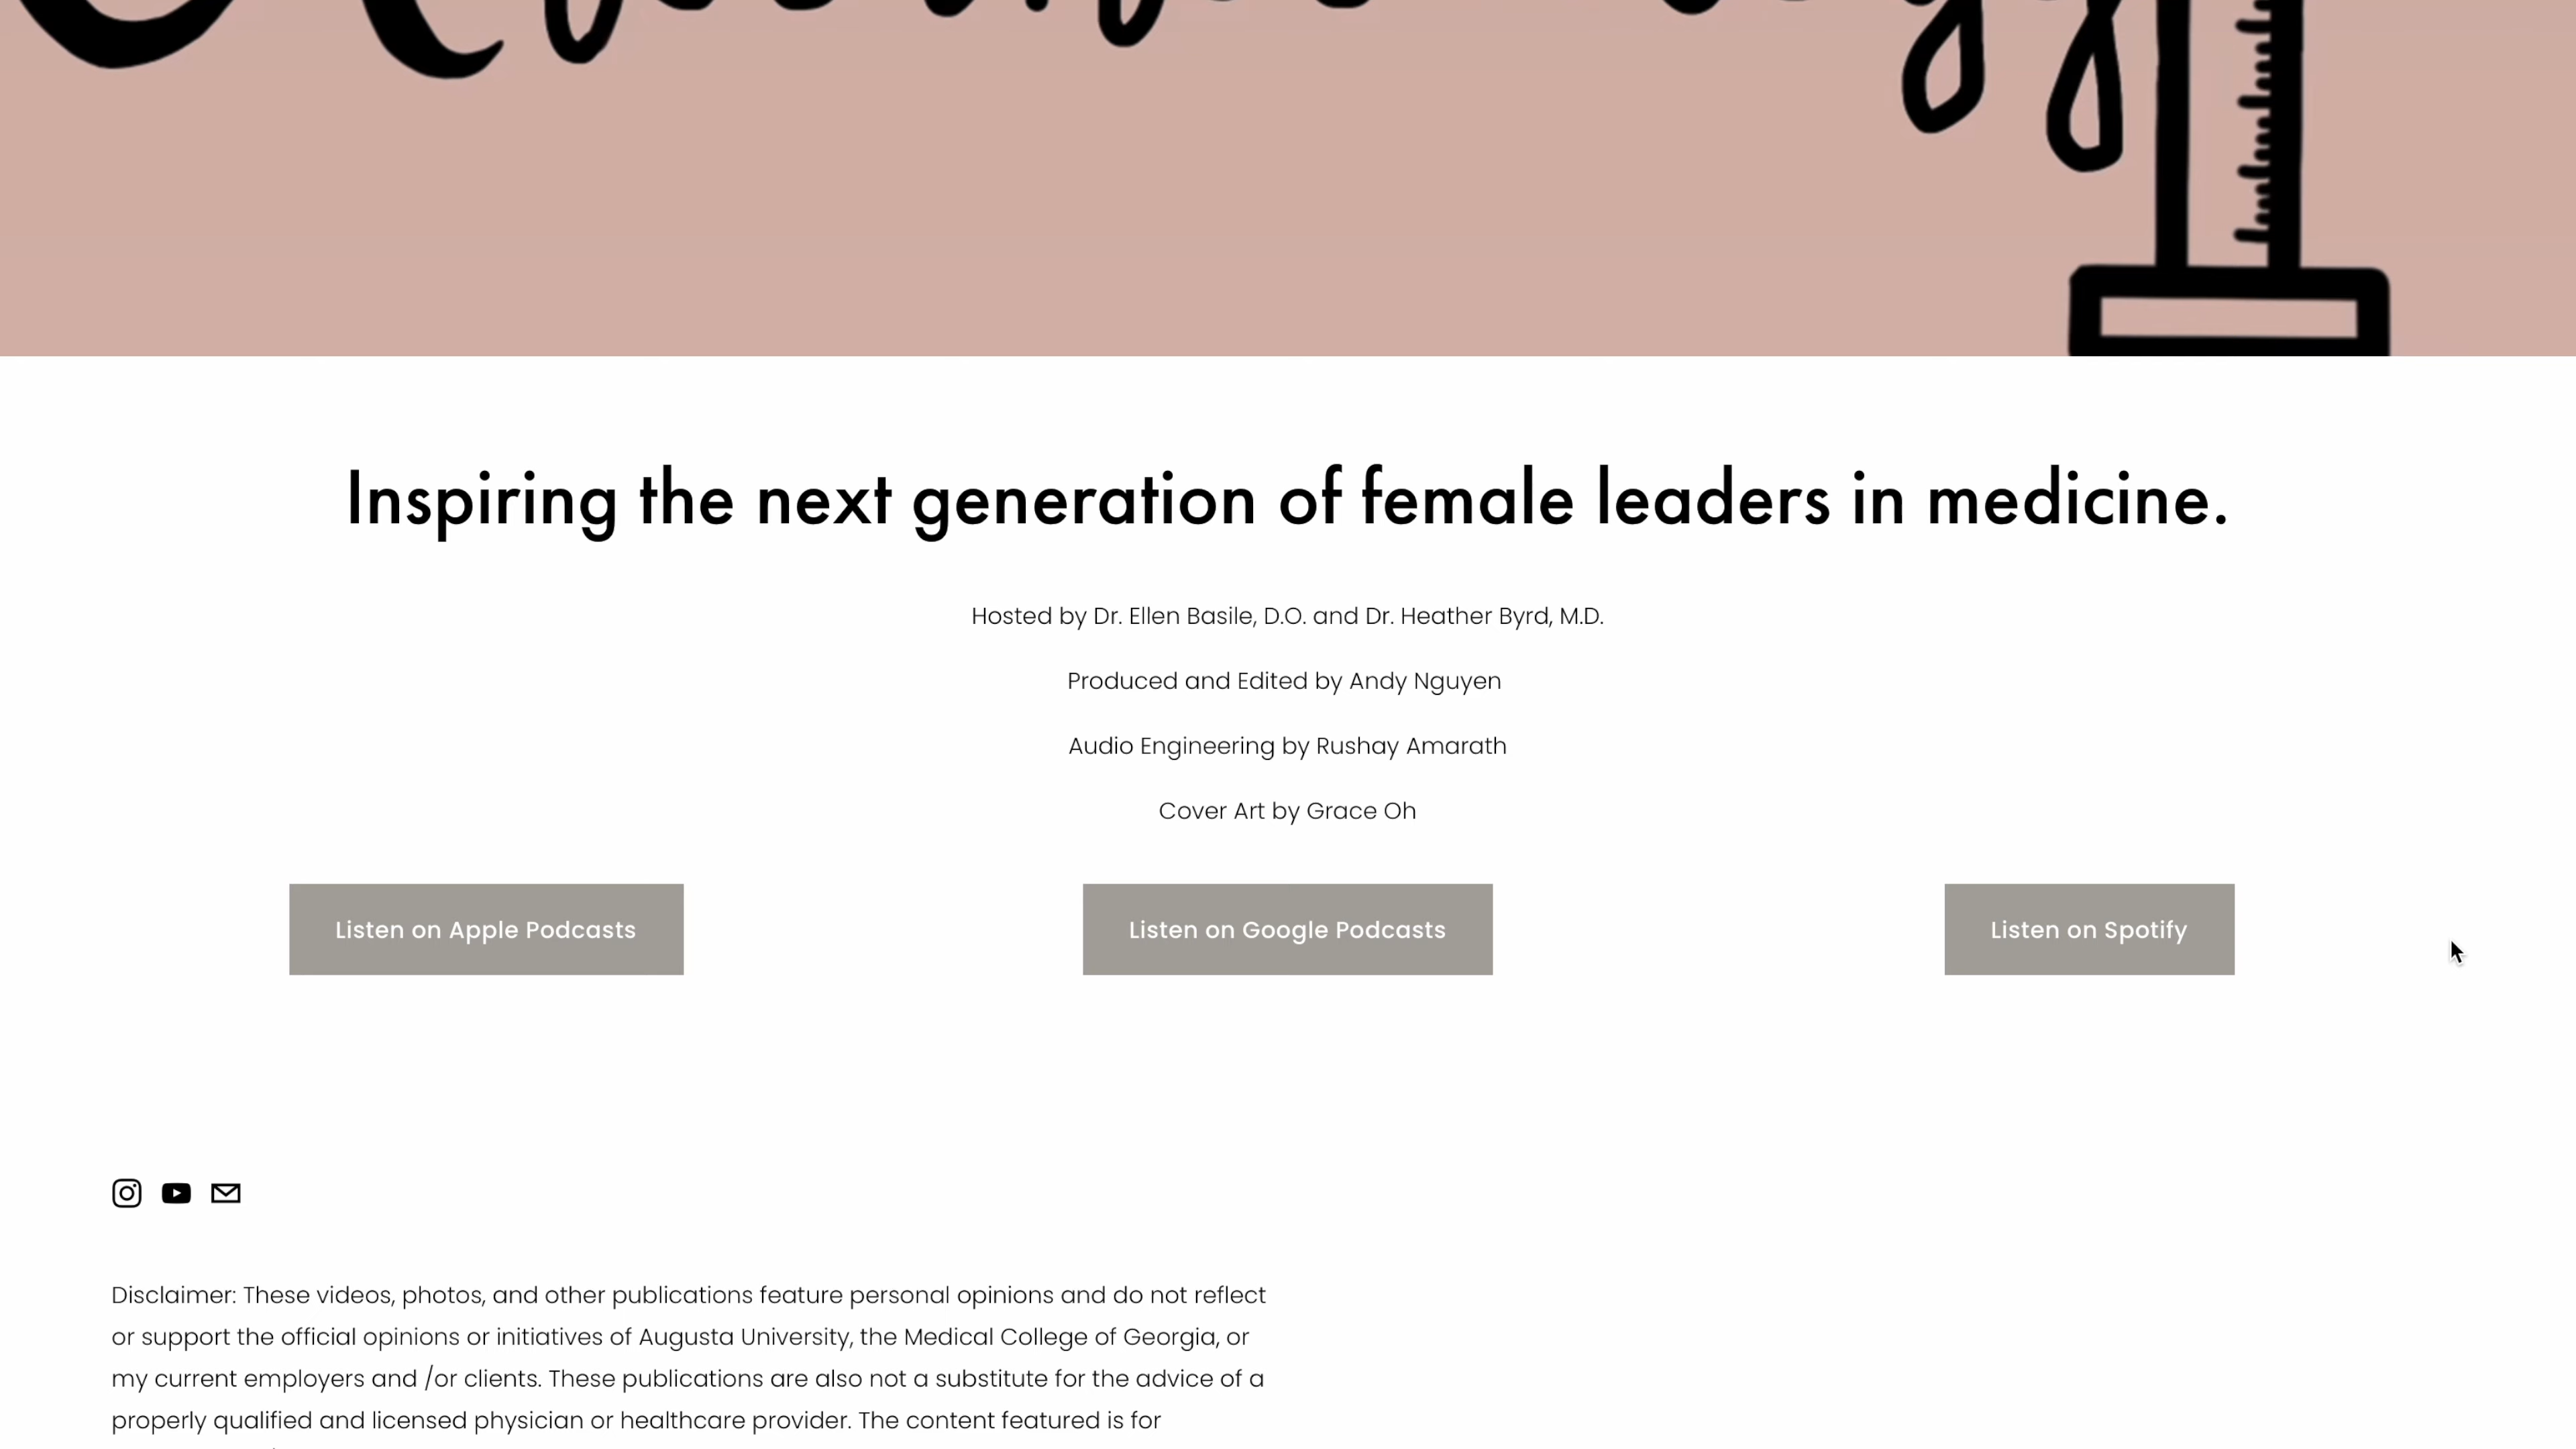 Inspiring the next generation of female leaders in medicine.
Hosted by Dr. Ellen Basile, D.O. and Dr. Heather Byrd, M.D.
Produced and Edited by Andy Nguyen
Audio Engineering by Rushay Amarath
Cover Art by Grace Oh
Listen on Apple Podcasts
Listen on Google Podcasts
Listen on Spotify
Disclaimer: These videos, photos, and other publications feature personal opinions and do not reflect
or support the official opinions or initiatives of Augusta University, the Medical College of Georgia, or
my current employers and /or clients. These publications are also not a substitute for the advice of a
properly qualified and licensed physician or healthcare provider. The content featured is for